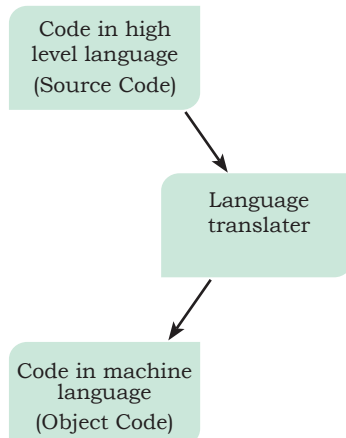 Code in high
level language
(Source Code)
Language
translater
Code in machine
language
(Object Code)